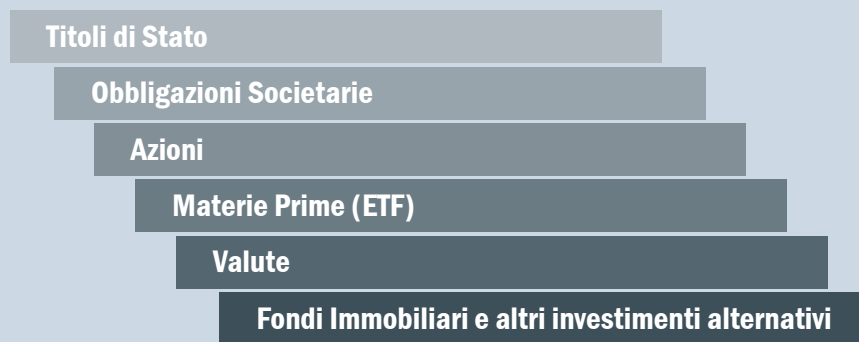 Titoli di Stato
Obbligazioni Societarie
Azioni
Materie Prime (ETF)
Valute
Fondi Immobiliari e altri investimenti alternativi